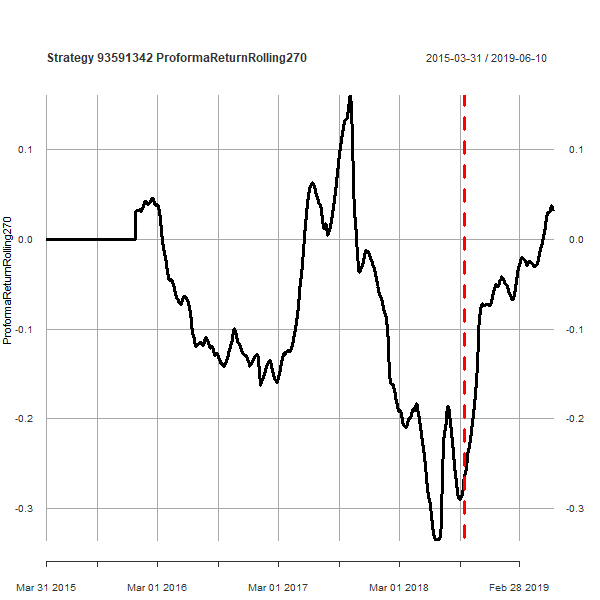 Strategy 93591342 ProformaReturnRolling270
2015-03-31 / 2019-06-10
ProformaReturnRolling270
0.1
0.1
0.0
0.0
-0.1
-0.1
-0.2
-0.2
-0.3
-0.3
Mar 31 2015
Mar 01 2016
Mar 01 2017
Mar 01 2018
Feb 28 2019